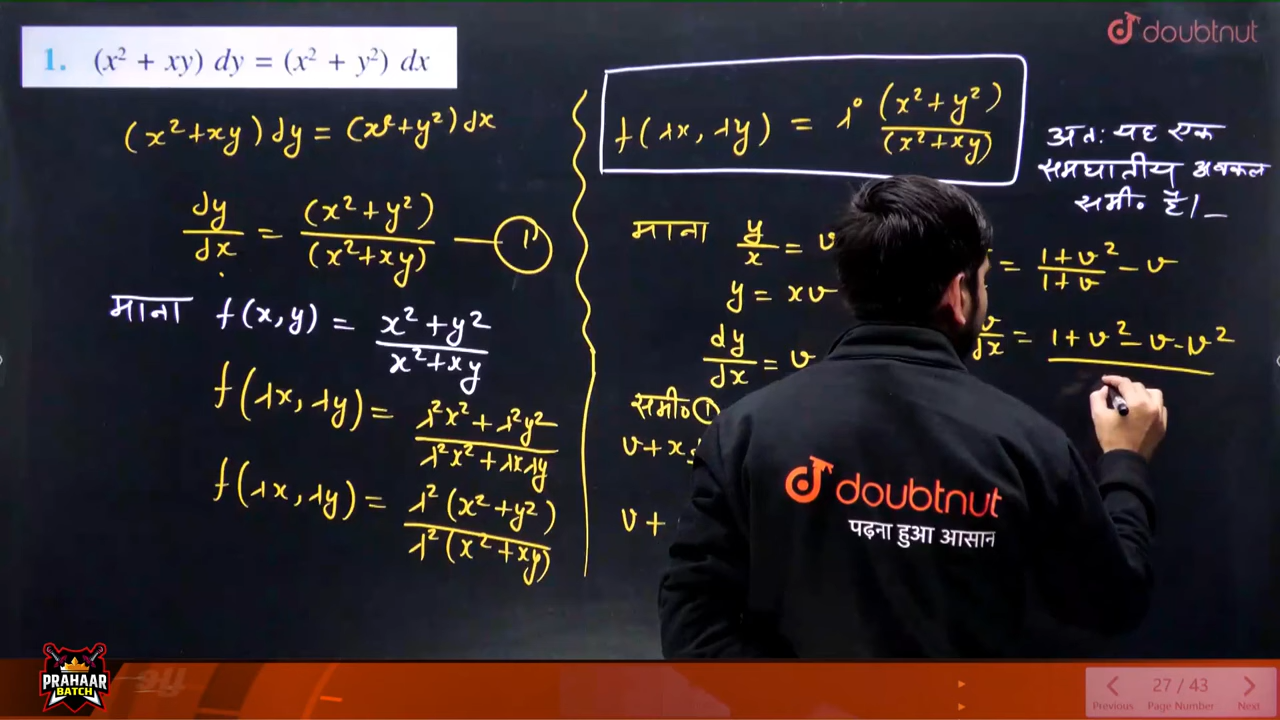 doubtnut
1. (x² + xy) dy = (x² + y²) dx
(x²+xy) dy = (x²+y²) dx
dy/dx = (x²+y²)/(x²+xy) — ①
माना f(x,y) = x²+y²/x²+xy
f(λx, λy) = λ²x² + λ²y²/λ²x² + λxλy
f(λx, λy) = λ²(x²+y²)/λ²(x²+xy)
f(λx, λy) = λ° (x²+y²)/(x²+xy)
अतः यह एक
समघातीय अवकल
समी॰ है।
माना y/x = v
y = xv
dy/dx = v
समी॰ ①
v + x
v +
= 1+v²/1+v - v
v/dx = 1+v²-v-v²
doubtnut
पढ़ना हुआ आसान
PRAHAAR
BATCH
27 / 43
Previous Page Number Next